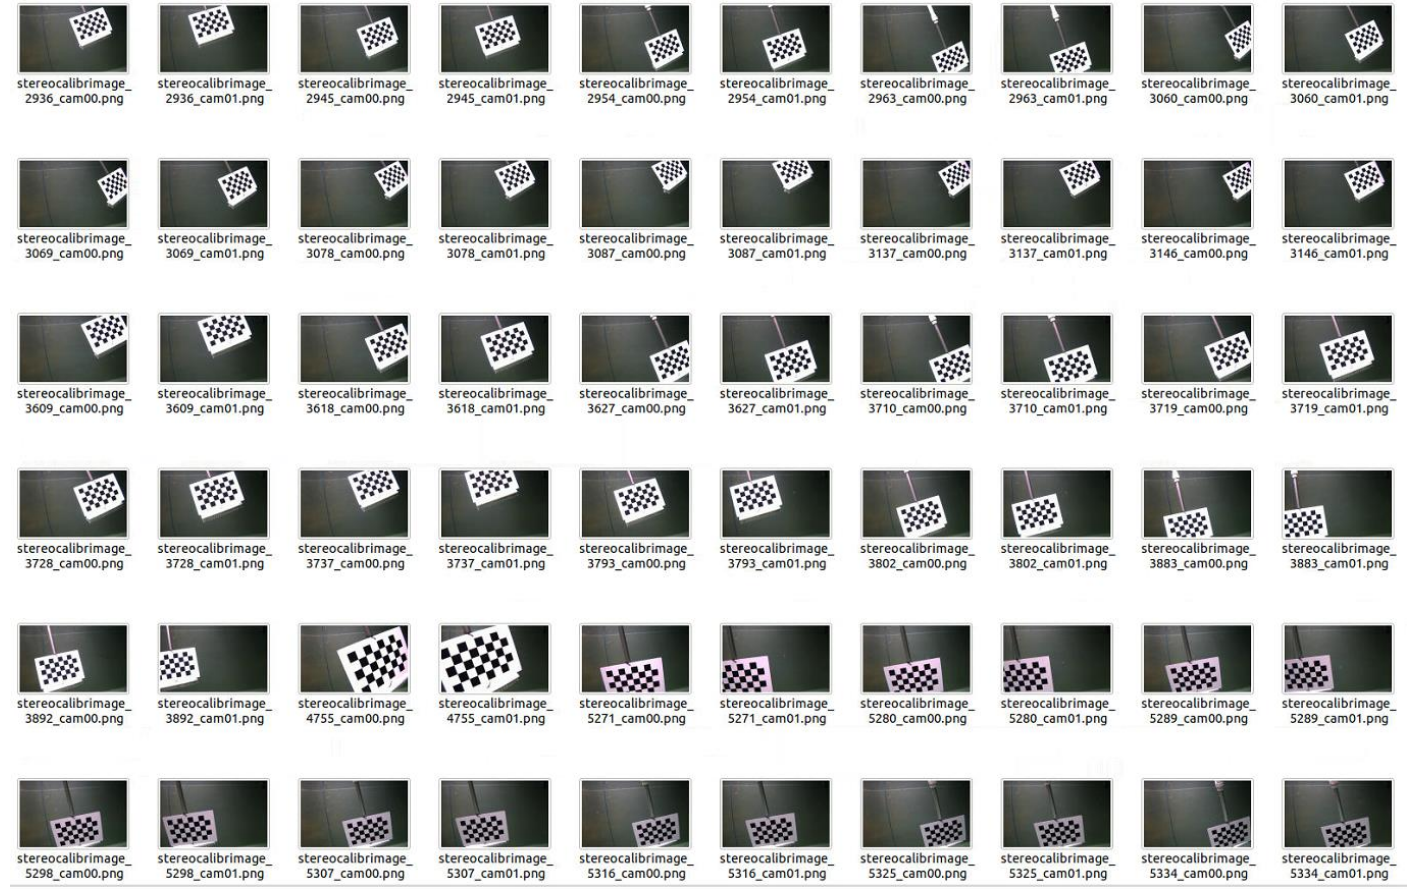 stereocalibrimage_ stereocalibrimage_ stereocalibrimage_ stereocalibrimage_ stereocalibrimage_ stereocalibrimage_ stereocalibrimage_ stereocalibrimage_ stereocalibrimage_ stereocalibrimage_
2936_cam00.png 2936_cam01.png 2945_cam00.png 2945_cam01.png 2954_cam00.png 2954_cam01.png 2963_cam00.png 2963_cam01.png 3060_cam00.png 3060_cam01.png
stereocalibrimage_ stereocalibrimage_ stereocalibrimage_ stereocalibrimage_ stereocalibrimage_ stereocalibrimage_ stereocalibrimage_ stereocalibrimage_ stereocalibrimage_ stereocalibrimage_
3069_cam00.png 3069_cam01.png 3078_cam00.png 3078_cam01.png 3087_cam00.png 3087_cam01.png 3137_cam00.png 3137_cam01.png 3146_cam00.png 3146_cam01.png
stereocalibrimage_ stereocalibrimage_ stereocalibrimage_ stereocalibrimage_ stereocalibrimage_ stereocalibrimage_ stereocalibrimage_ stereocalibrimage_ stereocalibrimage_ stereocalibrimage_
3609_cam00.png 3609_cam01.png 3618_cam00.png 3618_cam01.png 3627_cam00.png 3627_cam01.png 3710_cam00.png 3710_cam01.png 3719_cam00.png 3719_cam01.png
stereocalibrimage_ stereocalibrimage_ stereocalibrimage_ stereocalibrimage_ stereocalibrimage_ stereocalibrimage_ stereocalibrimage_ stereocalibrimage_ stereocalibrimage_ stereocalibrimage_
3728_cam00.png 3728_cam01.png 3737_cam00.png 3737_cam01.png 3793_cam00.png 3793_cam01.png 3802_cam00.png 3802_cam01.png 3883_cam00.png 3883_cam01.png
stereocalibrimage_ stereocalibrimage_ stereocalibrimage_ stereocalibrimage_ stereocalibrimage_ stereocalibrimage_ stereocalibrimage_ stereocalibrimage_ stereocalibrimage_ stereocalibrimage_
3892_cam00.png 3892_cam01.png 4755_cam00.png 4755_cam01.png 5271_cam00.png 5271_cam01.png 5280_cam00.png 5280_cam01.png 5289_cam00.png 5289_cam01.png
stereocalibrimage_ stereocalibrimage_ stereocalibrimage_ stereocalibrimage_ stereocalibrimage_ stereocalibrimage_ stereocalibrimage_ stereocalibrimage_ stereocalibrimage_ stereocalibrimage_
5298_cam00.png 5298_cam01.png 5307_cam00.png 5307_cam01.png 5316_cam00.png 5316_cam01.png 5325_cam00.png 5325_cam01.png 5334_cam00.png 5334_cam01.png